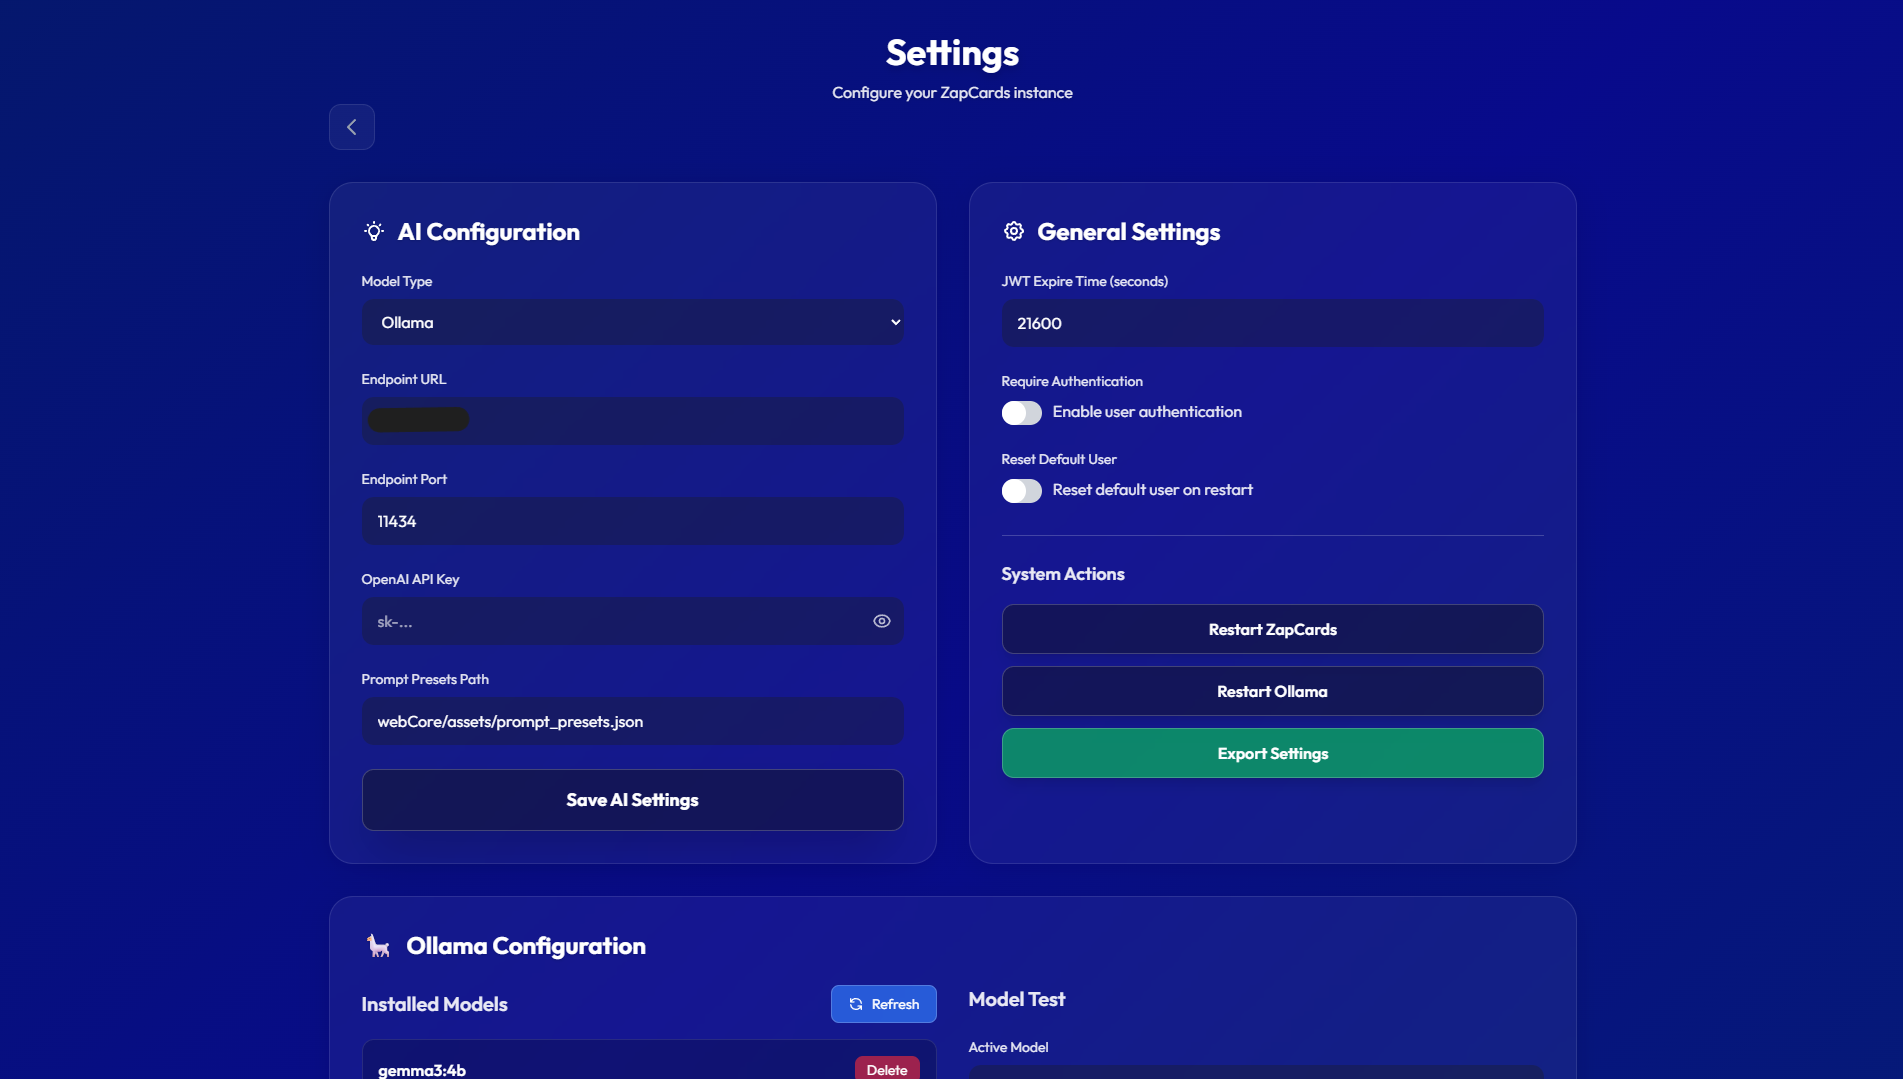 Settings
Configure your ZapCards instance
AI Configuration
Model Type
Ollama
Endpoint URL
Endpoint Port
11434
OpenAI API Key
sk-...
Prompt Presets Path
webCore/assets/prompt_presets.json
Save AI Settings
General Settings
JWT Expire Time (seconds)
21600
Require Authentication
Enable user authentication
Reset Default User
Reset default user on restart
System Actions
Restart ZapCards
Restart Ollama
Export Settings
Ollama Configuration
Installed Models
Refresh
gemma3:4b
Delete
Model Test
Active Model